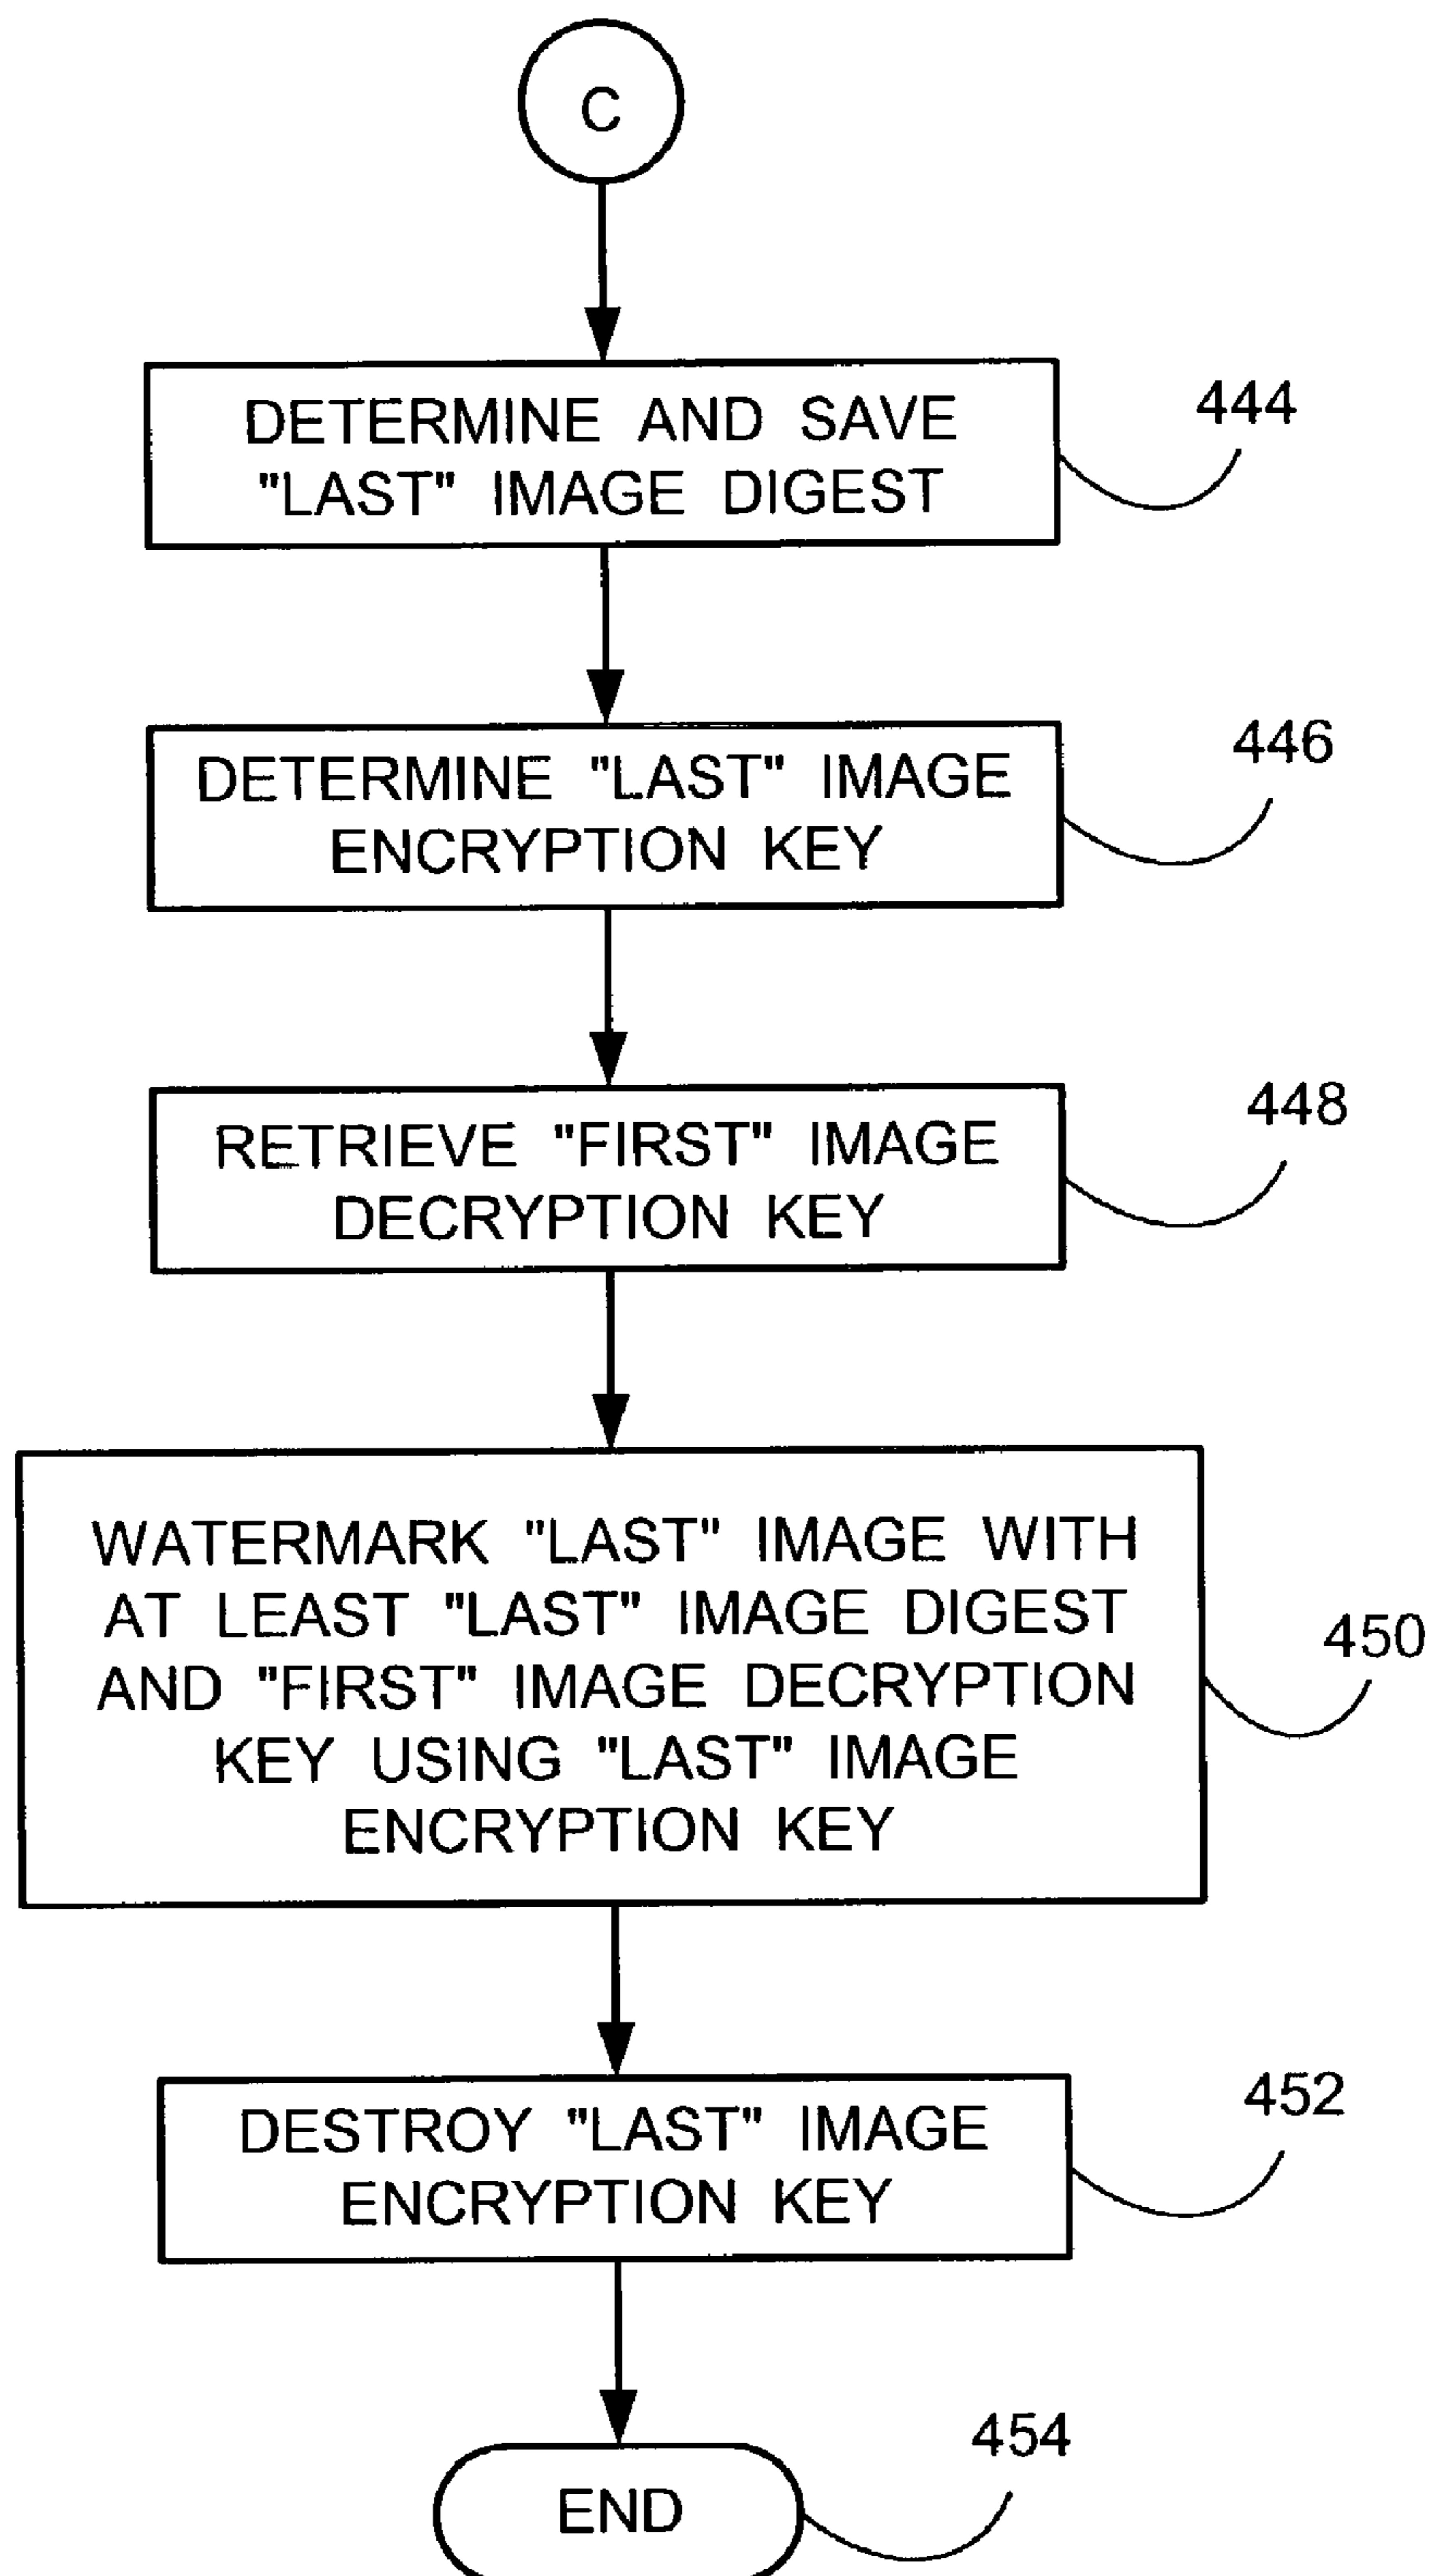 C
DETERMINE AND SAVE
"LAST" IMAGE DIGEST
444
DETERMINE "LAST" IMAGE
ENCRYPTION KEY
446
RETRIEVE "FIRST" IMAGE
DECRYPTION KEY
448
WATERMARK "LAST" IMAGE WITH
AT LEAST "LAST" IMAGE DIGEST
AND "FIRST" IMAGE DECRYPTION
KEY USING "LAST" IMAGE
ENCRYPTION KEY
450
DESTROY "LAST" IMAGE
ENCRYPTION KEY
452
END
454